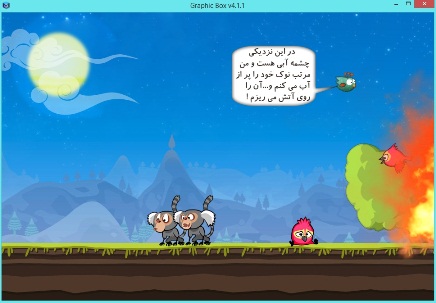 Graphic Box v4.1.1
در این نزدیکی
چشمه آبی هست و من
مرتب نوک خود را پر از
آب می کنم و...آن را
روی آتش می ریزم !